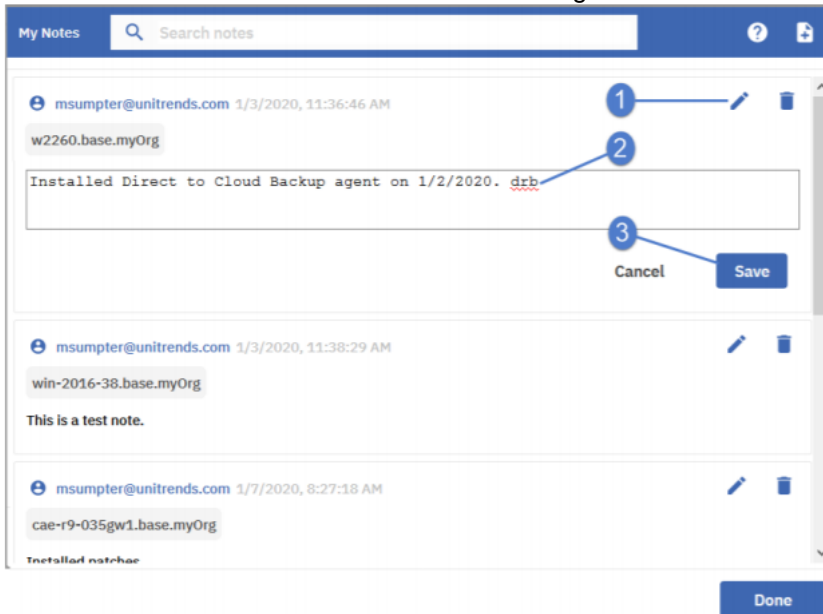 My Notes Search notes ?
msumpter@unitrends.com 1/3/2020, 11:36:46 AM
1
w2260.base.myOrg
2
Installed Direct to Cloud Backup agent on 1/2/2020. drb
3
Cancel Save
msumpter@unitrends.com 1/3/2020, 11:38:29 AM
win-2016-38.base.myOrg
This is a test note.
msumpter@unitrends.com 1/7/2020, 8:27:18 AM
cae-r9-035gw1.base.myOrg
Installed patches
Done